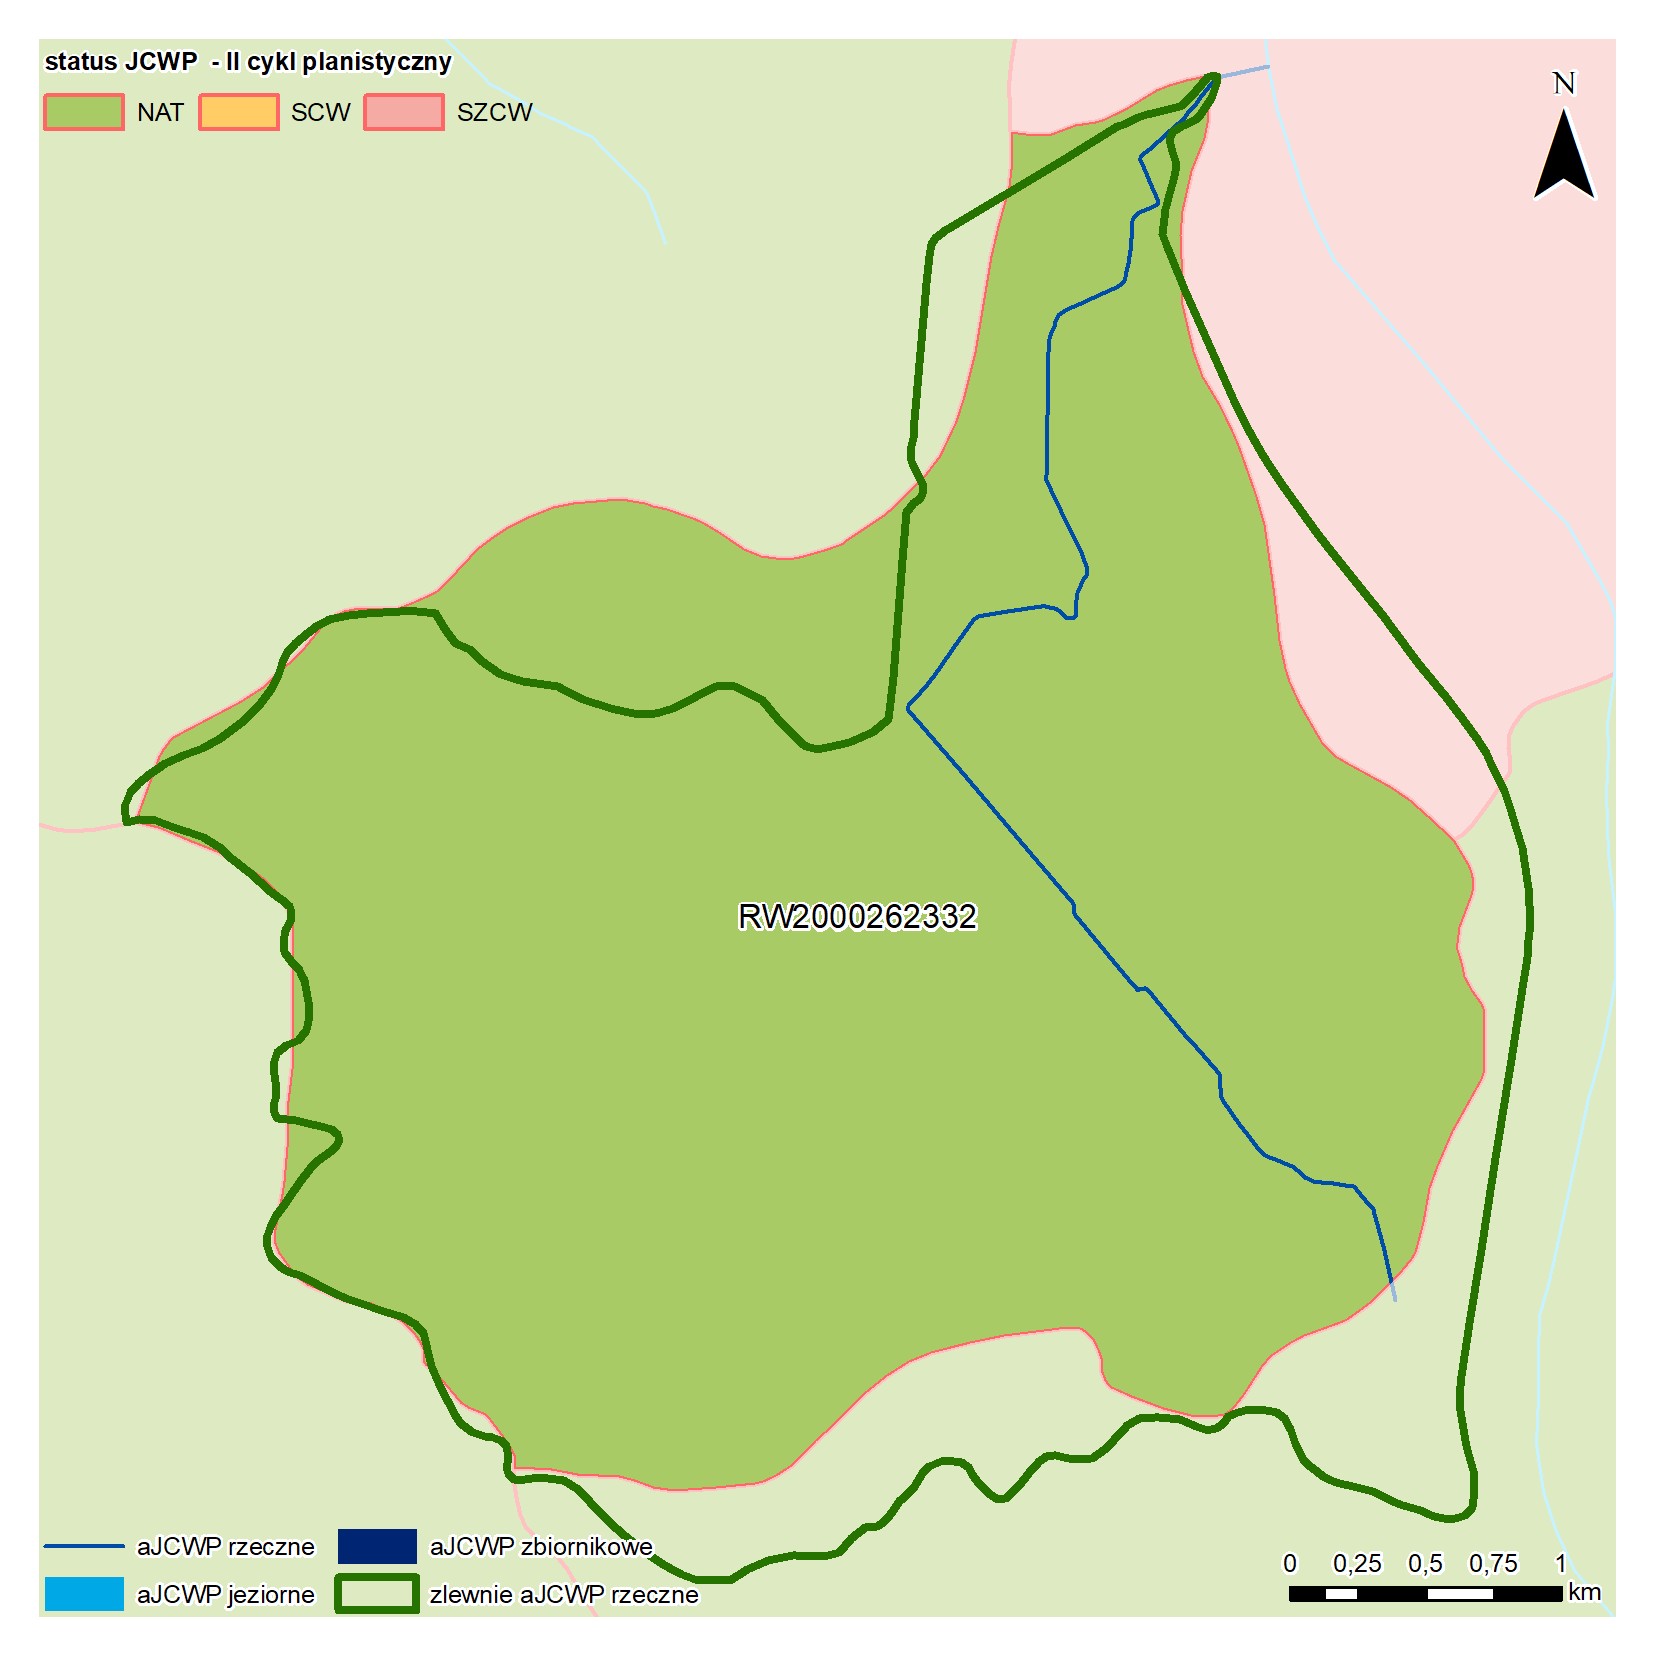 status JCWP - II cykl planistyczny
NAT SCW SZCW
N
RW2000262332
aJCWP rzeczne aJCWP zbiornikowe
aJCWP jeziorne zlewnie aJCWP rzeczne
0 0,25 0,5 0,75 1
km